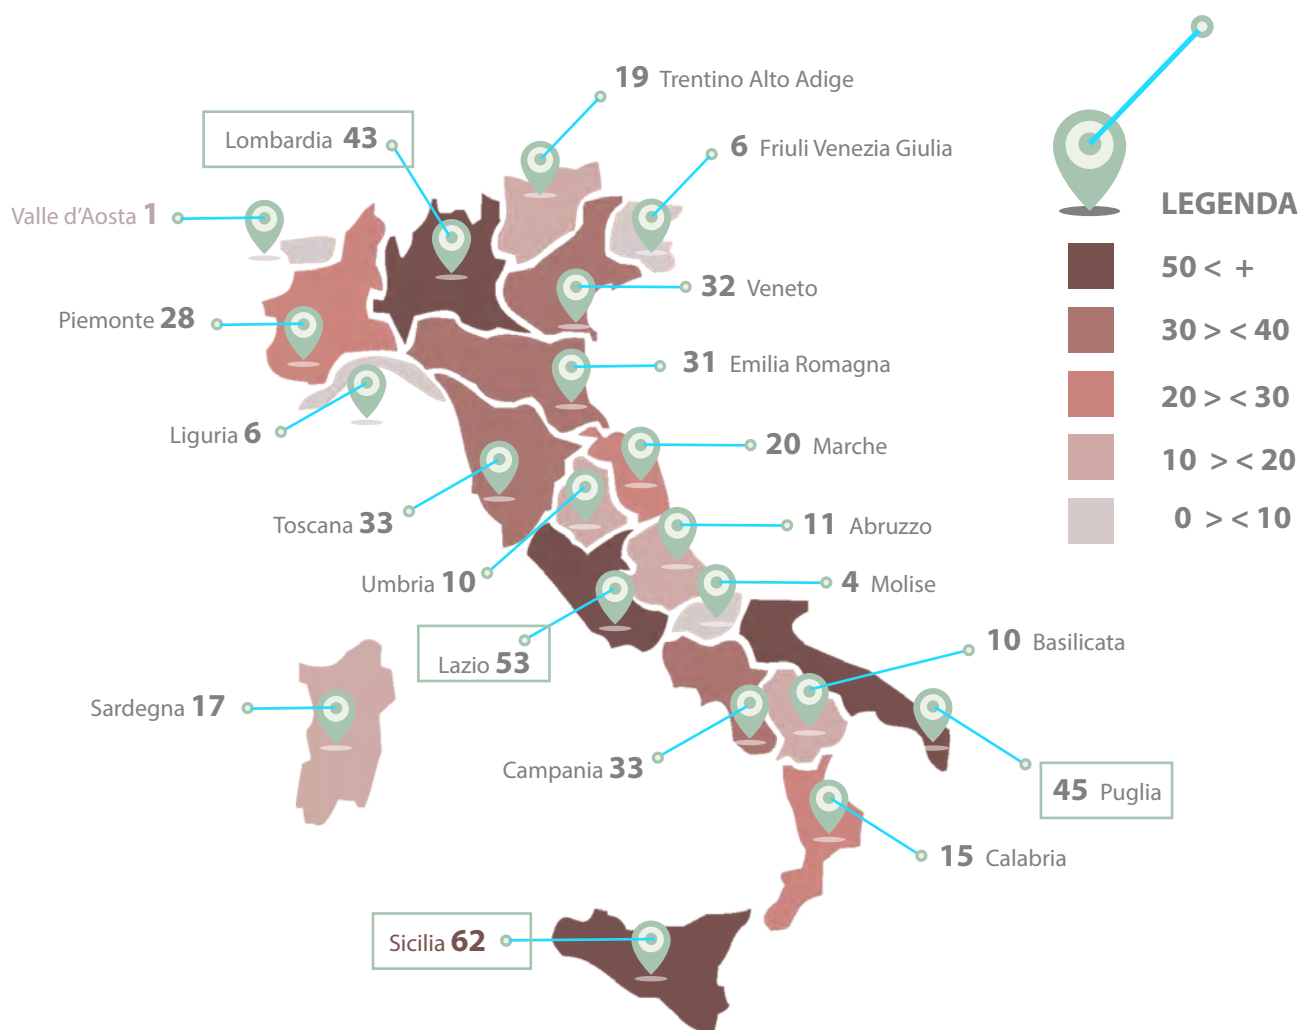 19 Trentino Alto Adige
Lombardia 43
6 Friuli Venezia Giulia
Valle d’Aosta 1
LEGENDA
50 < +
32 Veneto
Piemonte 28
30 > < 40
31 Emilia Romagna
20 > < 30
Liguria 6
20 Marche
10 > < 20
Toscana 33
11 Abruzzo
0 > < 10
Umbria 10
4 Molise
Lazio 53
10 Basilicata
Sardegna 17
Campania 33
45 Puglia
15 Calabria
Sicilia 62